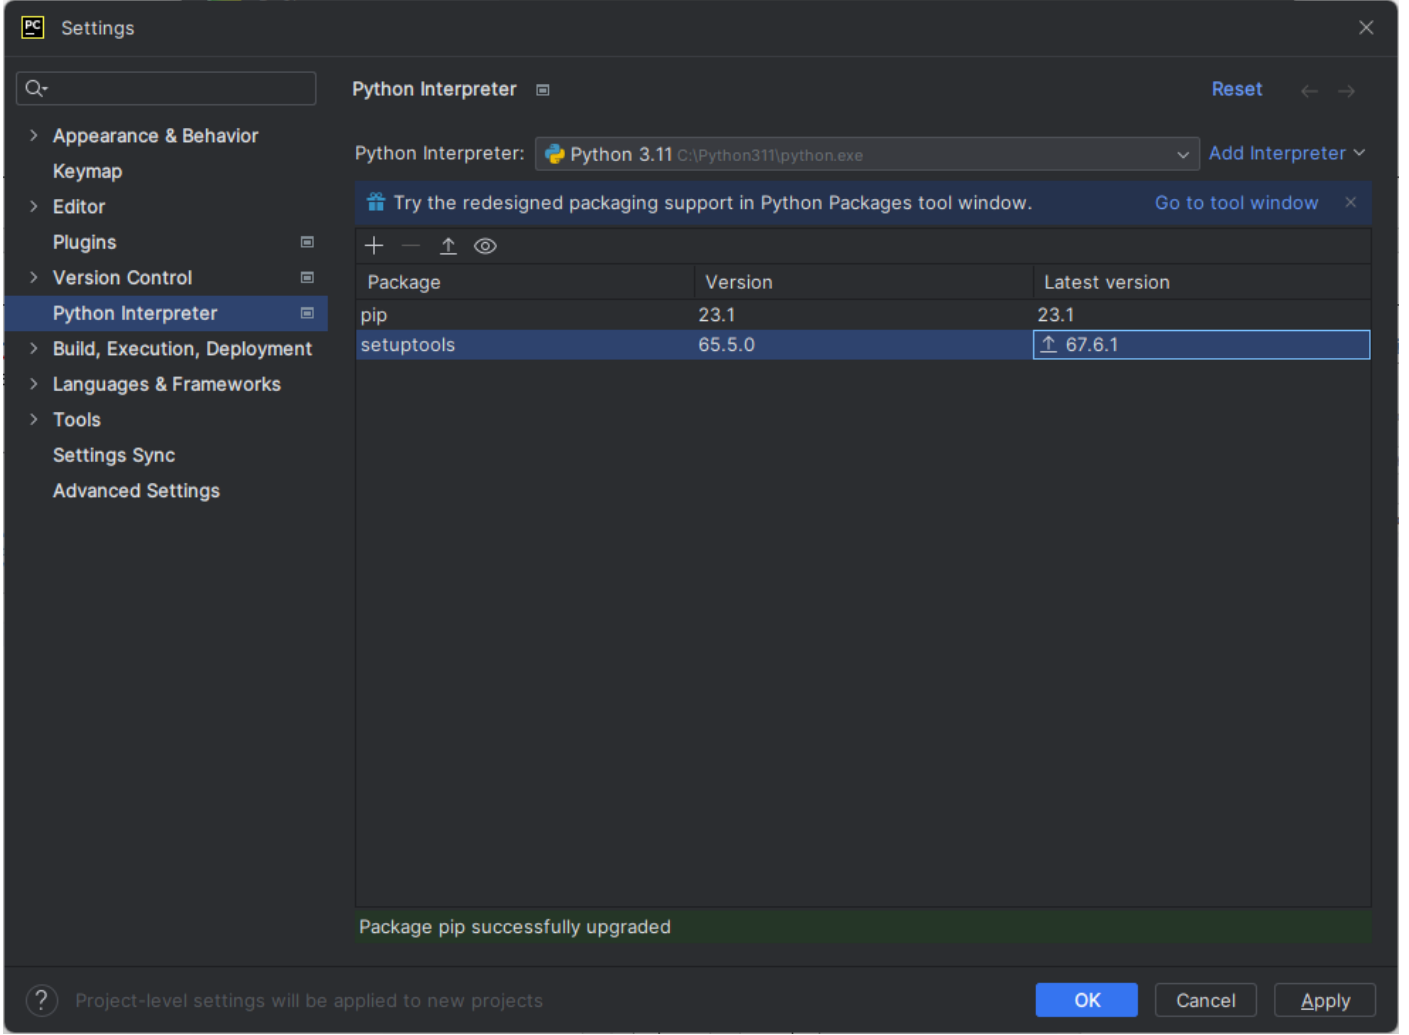 PC Settings
Python Interpreter Reset
Appearance & Behavior
Keymap
Editor
Plugins
Version Control
Python Interpreter
Build, Execution, Deployment
Languages & Frameworks
Tools
Settings Sync
Advanced Settings
Python Interpreter: Python 3.11 C:\Python311\python.exe Add Interpreter
Try the redesigned packaging support in Python Packages tool window. Go to tool window
Package Version Latest version
pip 23.1 23.1
setuptools 65.5.0 67.6.1
Package pip successfully upgraded
? Project-level settings will be applied to new projects
OK Cancel Apply